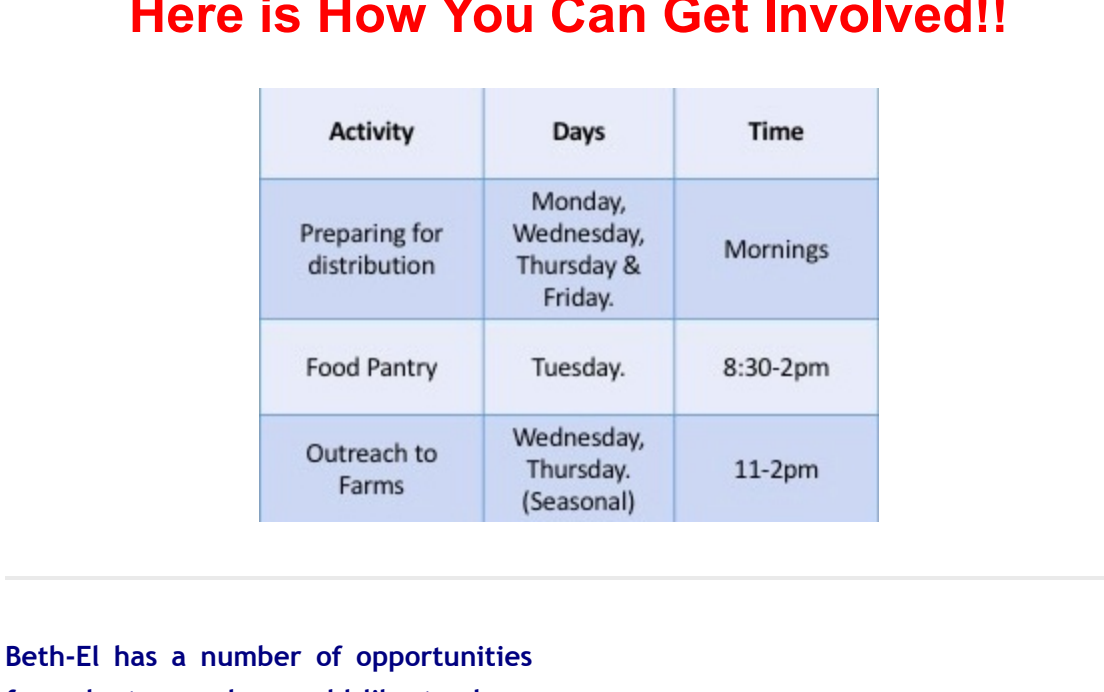 Here is How You Can Get Involved!!
Activity Days Time
Preparing for distribution Monday, Wednesday, Thursday & Friday. Mornings
Food Pantry Tuesday. 8:30-2pm
Outreach to Farms Wednesday, Thursday. (Seasonal) 11-2pm
Beth-El has a number of opportunities